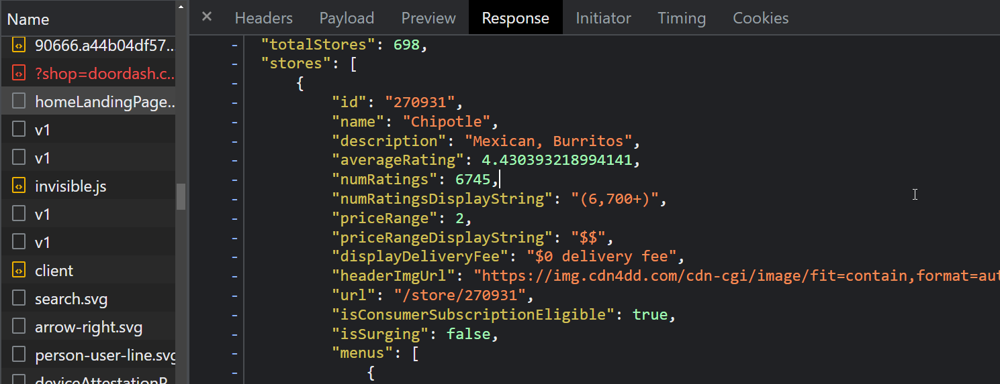 Name
90666.a44b04df57...
?shop=doordash.c...
homeLandingPage...
v1
v1
invisible.js
v1
v1
client
search.svg
arrow-right.svg
person-user-line.svg
deviceAttestationP
Headers Payload Preview Response Initiator Timing Cookies
- "totalStores": 698,
- "stores": [
- {
- "id": "270931",
- "name": "Chipotle",
- "description": "Mexican, Burritos",
- "averageRating": 4.430393218994141,
- "numRatings": 6745,
- "numRatingsDisplayString": "(6,700+)",
- "priceRange": 2,
- "priceRangeDisplayString": "$$",
- "displayDeliveryFee": "$0 delivery fee",
- "headerImgUrl": "https://img.cdn4dd.com/cdn-cgi/image/fit=contain,format=aut
- "url": "/store/270931",
- "isConsumerSubscriptionEligible": true,
- "isSurging": false,
- "menus": [
- {